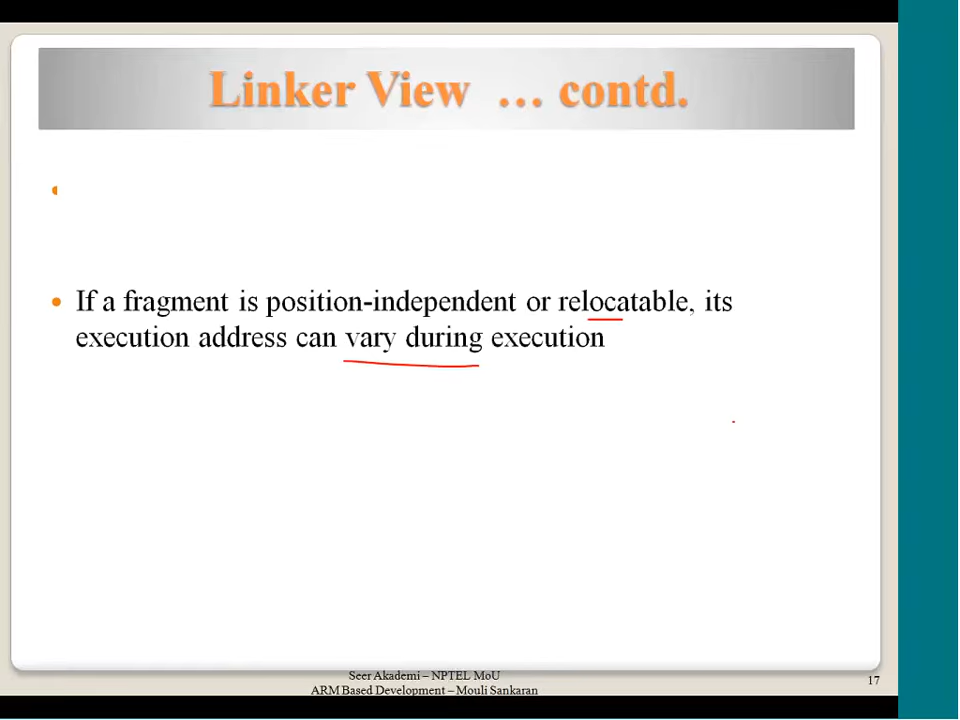 Linker View … contd.
If a fragment is position-independent or relocatable, its
execution address can vary during execution
Seer Akademi – NPTEL MoU
ARM Based Development – Mouli Sankaran
17